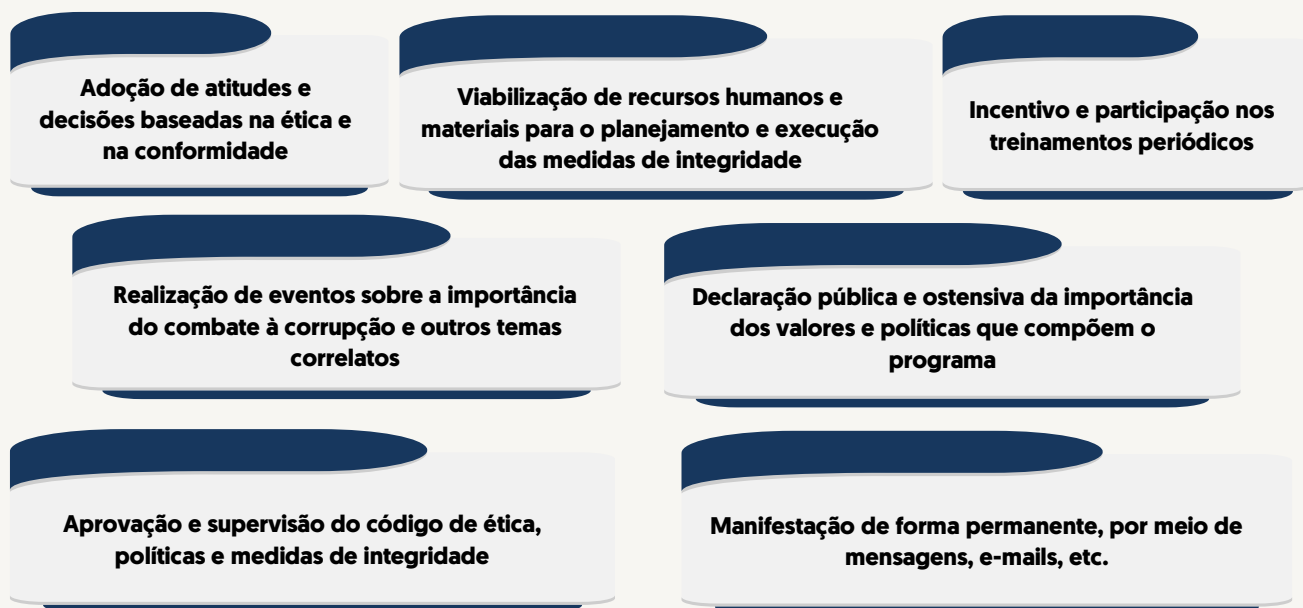 Adoção de atitudes e
decisões baseadas na ética e
na conformidade
Viabilização de recursos humanos e
materiais para o planejamento e execução
das medidas de integridade
Incentivo e participação nos
treinamentos periódicos
Realização de eventos sobre a importância
do combate à corrupção e outros temas
correlatos
Declaração pública e ostensiva da importância
dos valores e políticas que compõem o
programa
Aprovação e supervisão do código de ética,
políticas e medidas de integridade
Manifestação de forma permanente, por meio de
mensagens, e-mails, etc.